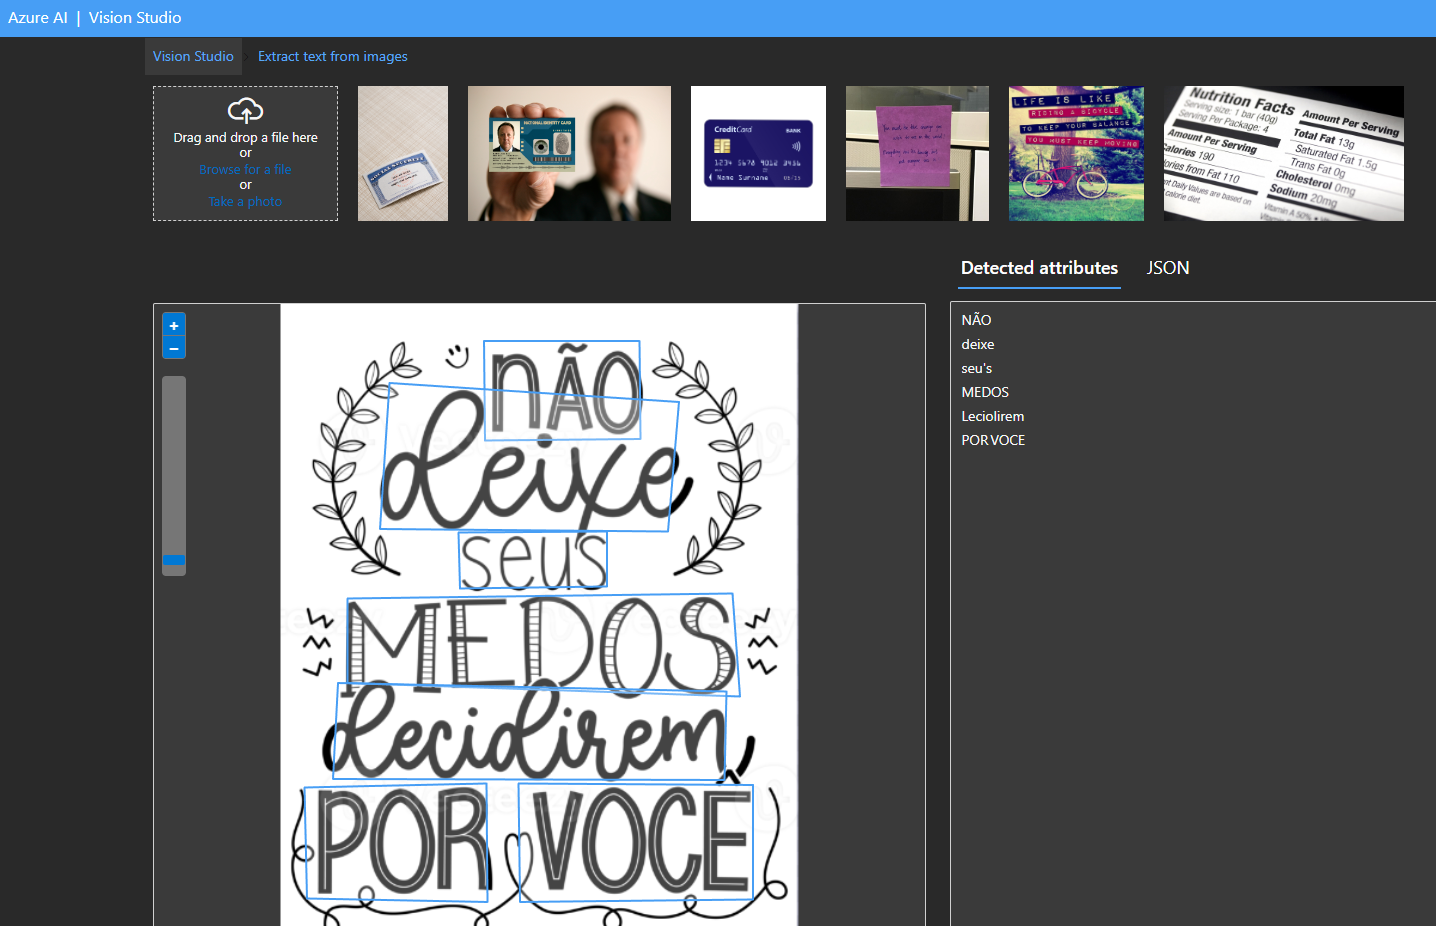 Azure AI | Vision Studio
Vision Studio > Extract text from images
Drag and drop a file here
or
Browse for a file
or
Take a photo
NATIONAL IDENTITY CARD
CreditCard BANK
1234 5678 9012 3456
Name Surname 05/25
LIFE IS LIKE
RIDING A BICYCLE
TO KEEP YOUR BALANCE
YOU MUST KEEP MOVING
Nutrition Facts
Serving size: 1 bar (40g)
Serving Per Package: 4
Amount Per Serving
Calories 190
Calories from Fat 110
Amount Per Serving
Total Fat 13g
Saturated Fat 1.5g
Trans Fat 0g
Cholesterol 0mg
Sodium 20mg
Detected attributes JSON
+
−
NÃO
deixe
seus
MEDOS
decidirem
POR VOCÊ
NÃO
deixe
seu's
MEDOS
Leciolirem
POR VOCE